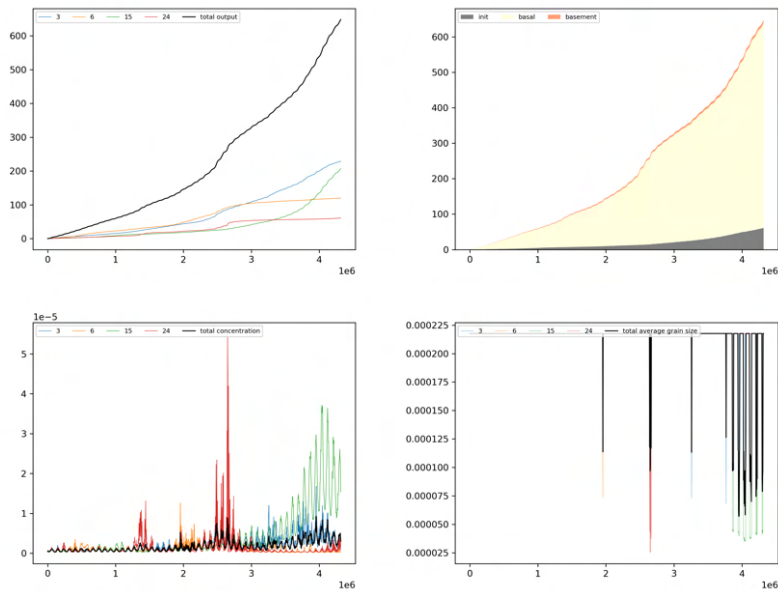 3 6 15 24 total output
600
500
400
300
200
100
0
0 1 2 3 4
1e6
init basal basement
600
500
400
300
200
100
0
0 1 2 3 4
1e6
1e−5
3 6 15 24 total concentration
5
4
3
2
1
0
0 1 2 3 4
1e6
3 6 15 24 total average grain size
0.000225
0.000200
0.000175
0.000150
0.000125
0.000100
0.000075
0.000050
0.000025
0 1 2 3 4
1e6